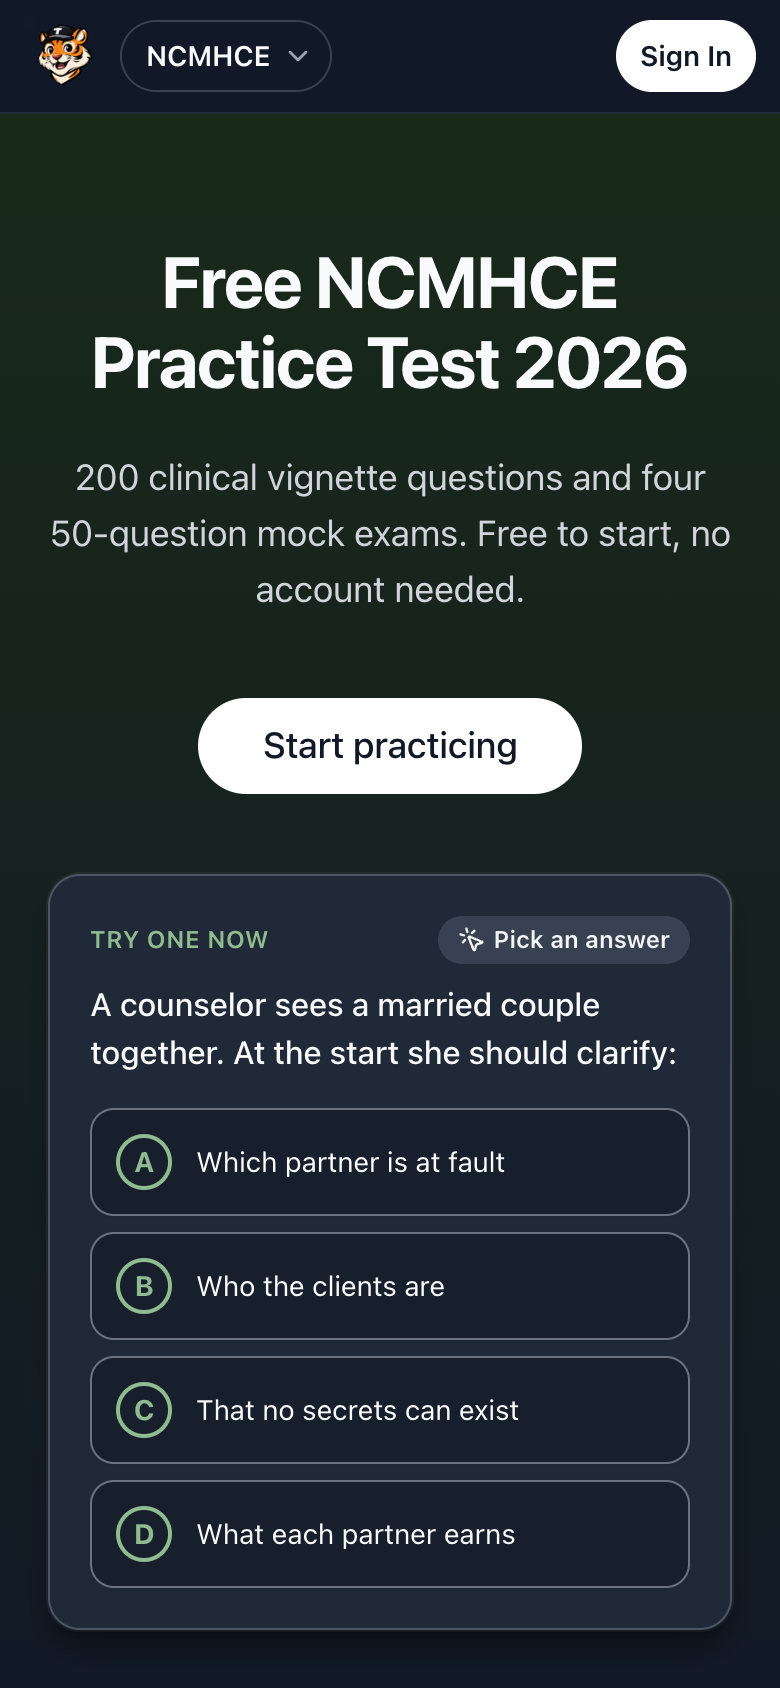 NCMHCE
Sign In
Free NCMHCE
Practice Test 2026
200 clinical vignette questions and four
50-question mock exams. Free to start, no
account needed.
Start practicing
TRY ONE NOW
Pick an answer
A counselor sees a married couple
together. At the start she should clarify:
A Which partner is at fault
B Who the clients are
C That no secrets can exist
D What each partner earns